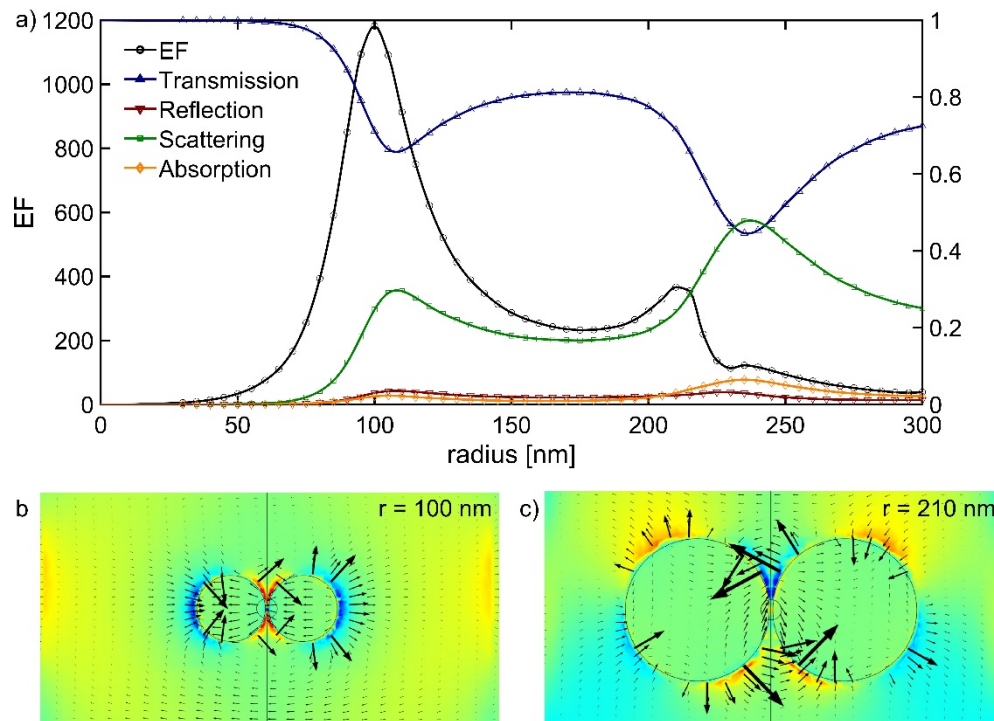 a)
1200
1000
800
600
400
200
0
EF
EF
Transmission
Reflection
Scattering
Absorption
1
0.8
0.6
0.4
0.2
0
0
50
100
150
200
250
300
radius [nm]
b
r = 100 nm
c)
r = 210 nm